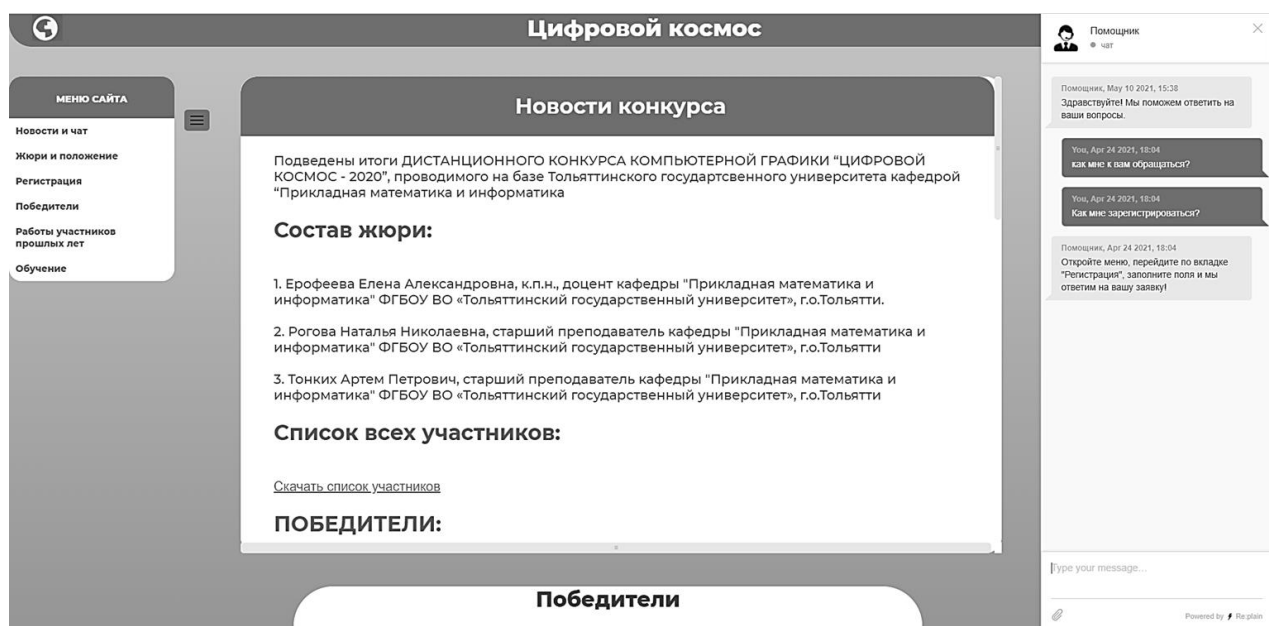 Цифровой космос
МЕНЮ САЙТА
Новости и чат
Жюри и положение
Регистрация
Победители
Работы участников
прошлых лет
Обучение
Новости конкурса
Подведены итоги ДИСТАНЦИОННОГО КОНКУРСА КОМПЬЮТЕРНОЙ ГРАФИКИ “ЦИФРОВОЙ
КОСМОС - 2020”, проводимого на базе Тольяттинского государтсвенного университета кафедрой
“Прикладная математика и информатика
Состав жюри:
1. Ерофеева Елена Александровна, к.п.н., доцент кафедры "Прикладная математика и
информатика" ФГБОУ ВО «Тольяттинский государственный университет», г.о.Тольятти.
2. Рогова Наталья Николаевна, старший преподаватель кафедры "Прикладная математика и
информатика" ФГБОУ ВО «Тольяттинский государственный университет», г.о.Тольятти
3. Тонких Артем Петрович, старший преподаватель кафедры "Прикладная математика и
информатика" ФГБОУ ВО «Тольяттинский государственный университет», г.о.Тольятти
Список всех участников:
Скачать список участников
ПОБЕДИТЕЛИ:
Победители
Помощник
чат
Помощник, May 10 2021, 15:38
Здравствуйте! Мы поможем ответить на
ваши вопросы.
You, Apr 24 2021, 18:04
как мне к вам обращаться?
You, Apr 24 2021, 18:04
Как мне зарегистрироваться?
Помощник, Apr 24 2021, 18:04
Откройте меню, перейдите по вкладке
"Регистрация", заполните поля и мы
ответим на вашу заявку!
Type your message...
Powered by Re:plain